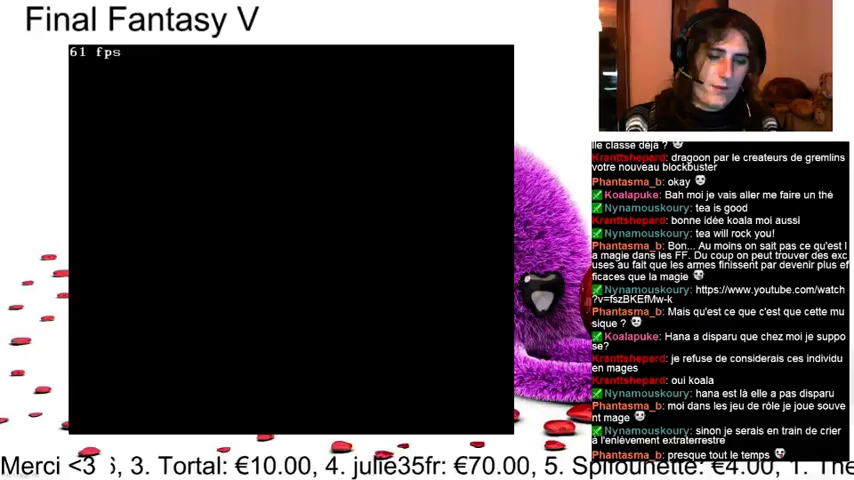 Final Fantasy V
61 fps
ile classe déjà ?
Kranttshepard: dragoon par le createurs de gremlins
votre nouveau blockbuster
Phantasma_b: okay
Koalapuke: Bah moi je vais aller me faire un thé
Nynamouskoury: tea is good
Kranttshepard: bonne idée koala moi aussi
Nynamouskoury: tea will rock you!
Phantasma_b: Bon... Au moins on sait pas ce qu'est l
a magie dans les FF. Du coup on peut trouver des exc
uses au fait que les armes finissent par devenir plus ef
ficaces que la magie
Nynamouskoury: https://www.youtube.com/watch
?v=fszBKEfMw-k
Phantasma_b: Mais qu'est ce que c'est que cette mu
sique ?
Koalapuke: Hana a disparu que chez moi je suppo
se?
Kranttshepard: je refuse de considerais ces individu
en mages
Kranttshepard: oui koala
Nynamouskoury: hana est là elle a pas disparu
Phantasma_b: moi dans les jeu de rôle je joue souve
nt mage
Nynamouskoury: sinon je serais en train de crier
à l'enlèvement extraterrestre
Phantasma_b: presque tout le temps
Merci <3 , 3. Tortal: €10.00, 4. julie35fr: €70.00, 5. Spirounette: €4.00, 1. The